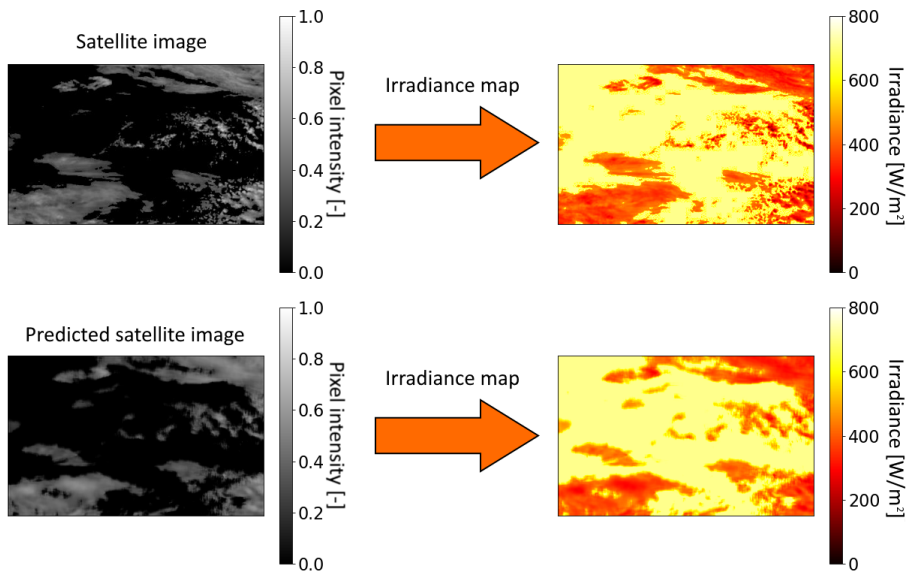 Satellite image
1.0
0.8
0.6
0.4
0.2
0.0
Pixel intensity [-]
Irradiance map
800
600
400
200
0
Irradiance [W/m²]
Predicted satellite image
1.0
0.8
0.6
0.4
0.2
0.0
Pixel intensity [-]
Irradiance map
800
600
400
200
0
Irradiance [W/m²]